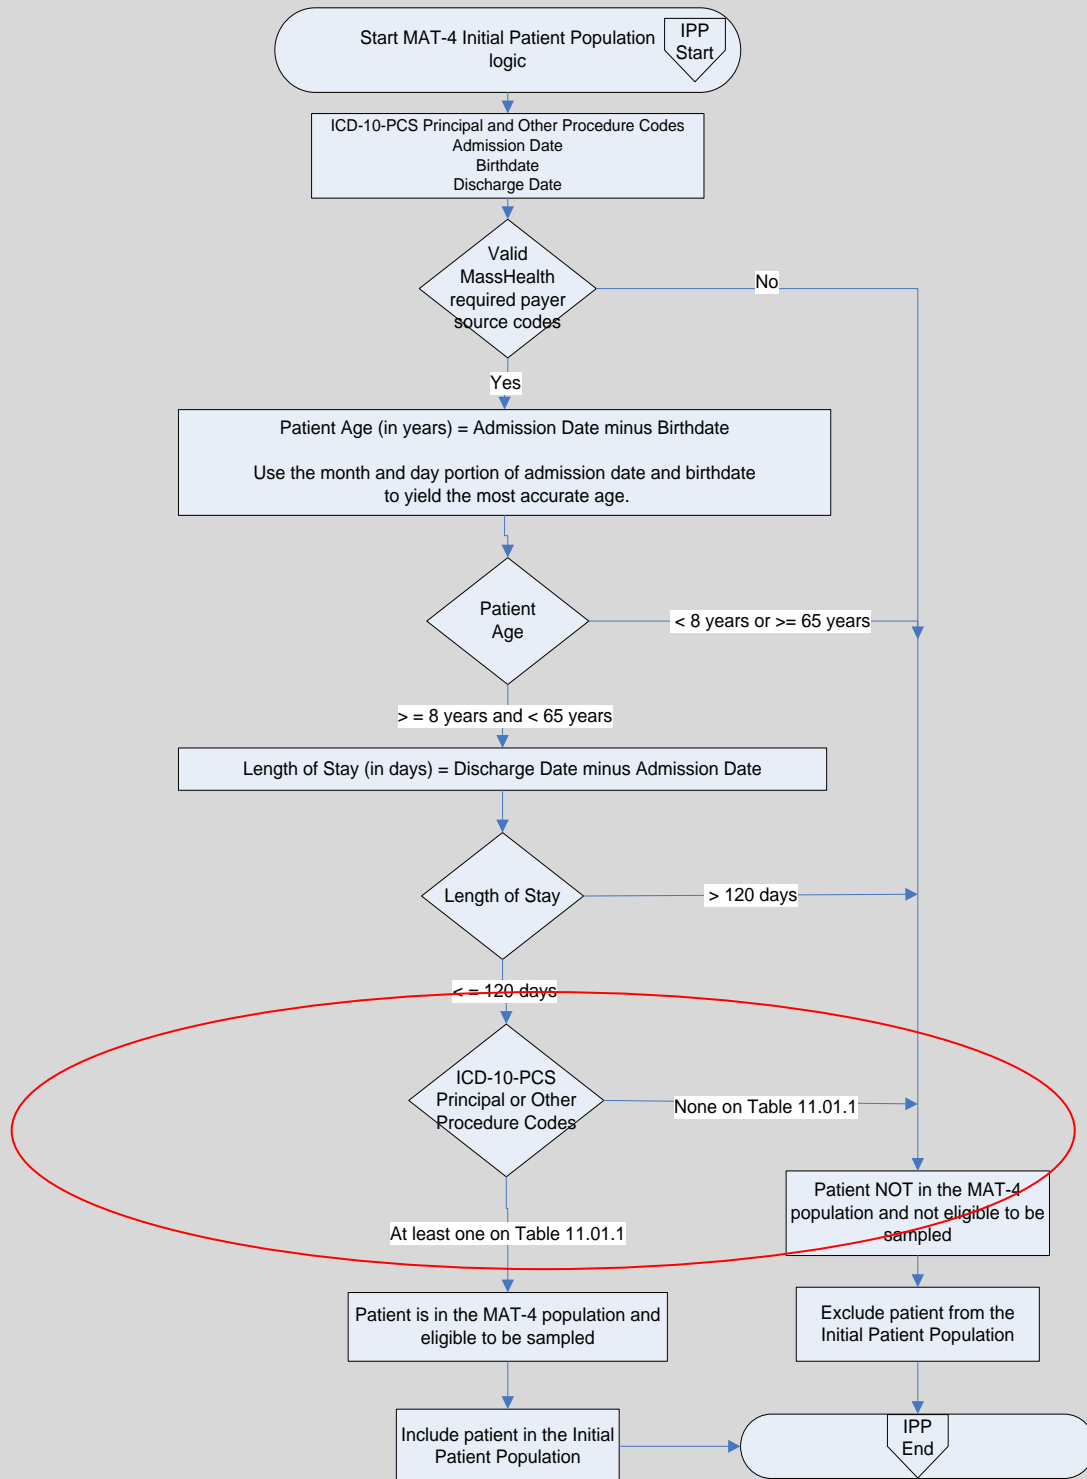 Start MAT-4 Initial Patient Population
logic
IPP
Start
ICD-10-PCS Principal and Other Procedure Codes
Admission Date
Birthdate
Discharge Date
Valid
MassHealth
required payer
source codes
No
Yes
Patient Age (in years) = Admission Date minus Birthdate
Use the month and day portion of admission date and birthdate
to yield the most accurate age.
Patient
Age
< 8 years or >= 65 years
> = 8 years and < 65 years
Length of Stay (in days) = Discharge Date minus Admission Date
Length of Stay
> 120 days
< = 120 days
ICD-10-PCS
Principal or Other
Procedure Codes
None on Table 11.01.1
At least one on Table 11.01.1
Patient NOT in the MAT-4
population and not eligible to be
sampled
Patient is in the MAT-4 population and
eligible to be sampled
Exclude patient from the
Initial Patient Population
Include patient in the Initial
Patient Population
IPP
End